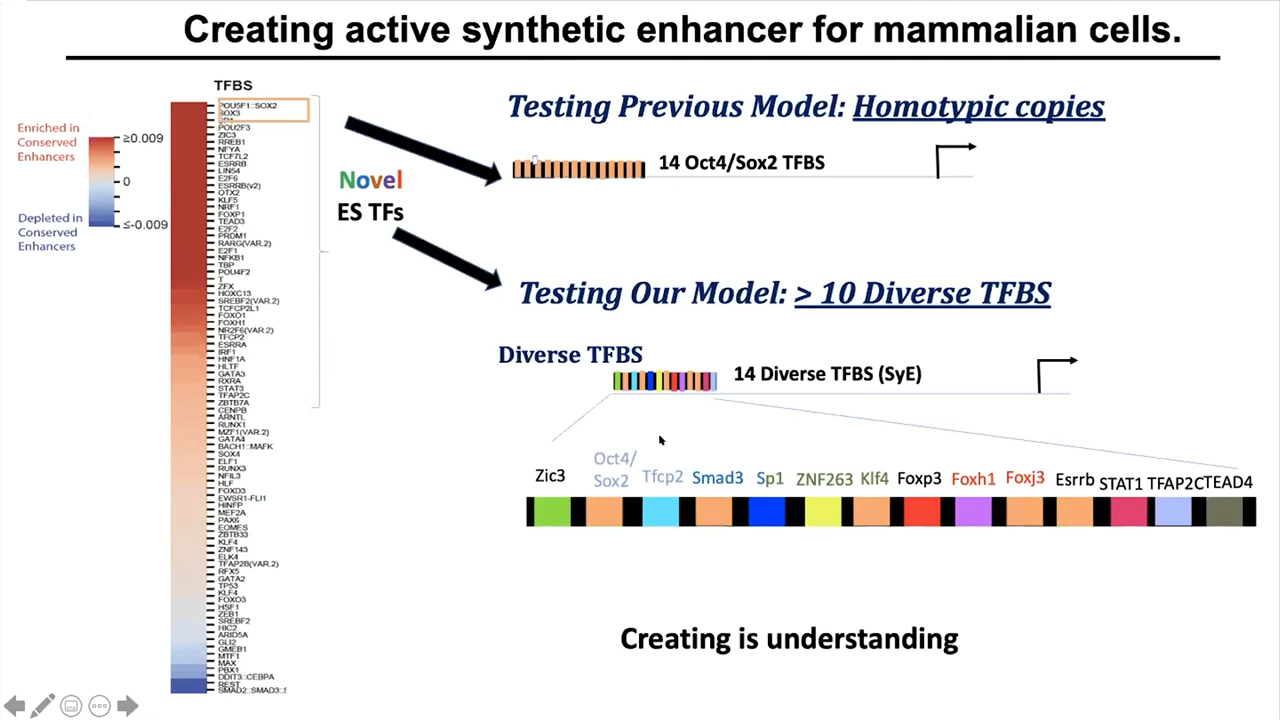 Creating active synthetic enhancer for mammalian cells.
TFBS
Enriched in
Conserved
Enhancers
≥0.009
0
≤-0.009
Depleted in
Conserved
Enhancers
POU5F1::SOX2
SOX3
POU2F3
ZIC3
RREB1
NFYA
TCF7L2
ESRRB
LIN54
E2F6
ESRRB(v2)
OTX2
KLF5
NRF1
FOXP1
TEAD3
E2F2
PRDM1
RARG(VAR.2)
E2F1
NFKB1
TBP
POU4F2
T
ZFX
HOXC13
SREBF2(VAR.2)
TCFCP2L1
FOXO1
FOXH1
NR2F6(VAR.2)
TFCP2
ESRRA
IRF1
HNF1A
HLTF
GATA3
RXRA
STAT3
TFAP2C
ZBTB7A
CENPB
ARNTL
RUNX1
MZF1(VAR.2)
GATA4
BACH1::MAFK
SOX4
ELF1
RUNX3
NFIL3
HLF
FOXD3
EWSR1-FLI1
HINFP
MEF2A
PAX6
EOMES
ZBTB33
KLF4
ZNF143
ELK4
TFAP2B(VAR.2)
RFX5
GATA2
TP53
KLF4
FOXO3
HSF1
ZEB1
SREBF2
HIC2
ARID5A
GLI2
GMEB1
MTF1
MAX
PBX1
DDIT3::CEBPA
REST
SMAD2::SMAD3::
Novel
ES TFs
Testing Previous Model: Homotypic copies
14 Oct4/Sox2 TFBS
Testing Our Model: > 10 Diverse TFBS
Diverse TFBS
14 Diverse TFBS (SyE)
Zic3 Oct4/ Sox2 Tfcp2 Smad3 Sp1 ZNF263 Klf4 Foxp3 Foxh1 Foxj3 Esrrb STAT1 TFAP2C TEAD4
Creating is understanding